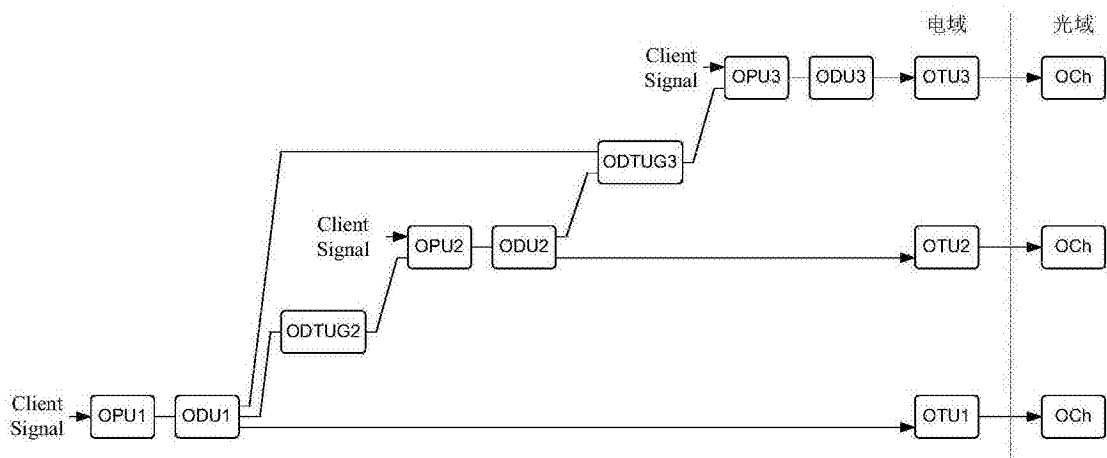 电域 光域
Client
Signal
OPU3 ODU3 OTU3 OCh
ODTUG3
Client
Signal
OPU2 ODU2 OTU2 OCh
ODTUG2
Client
Signal
OPU1 ODU1 OTU1 OCh